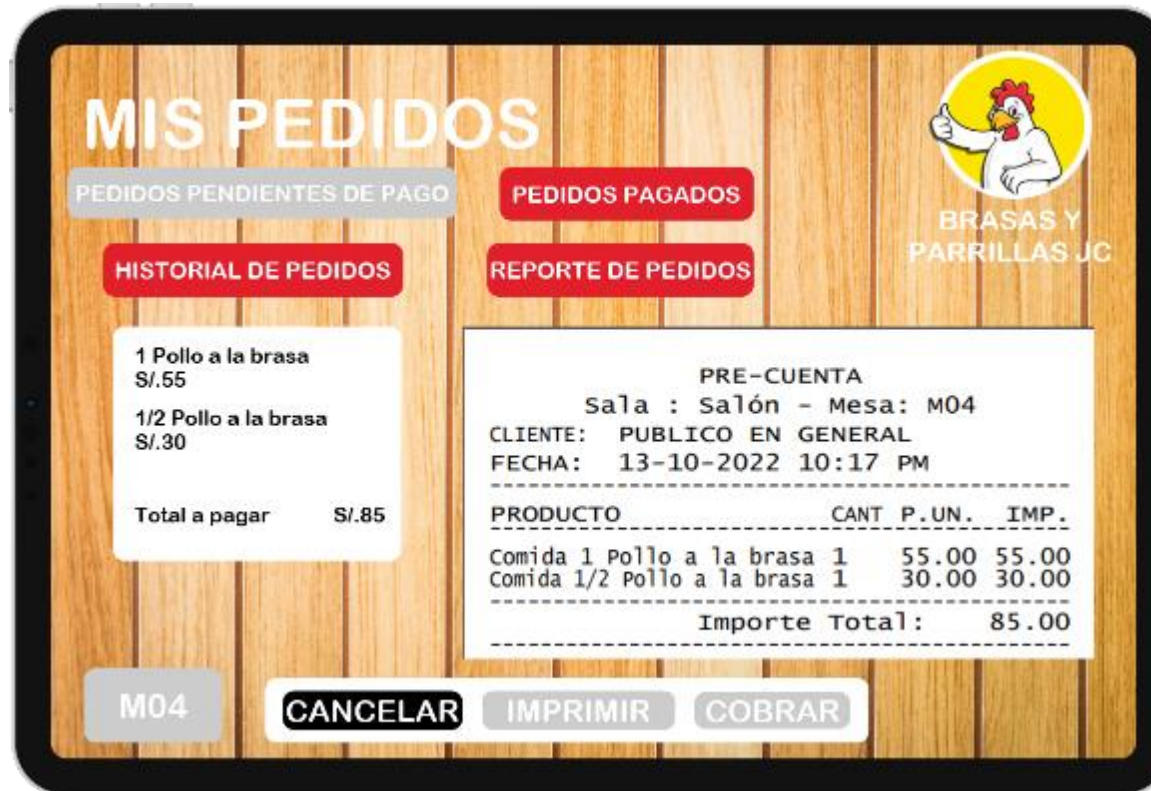 MIS PEDIDOS
PEDIDOS PENDIENTES DE PAGO
PEDIDOS PAGADOS
HISTORIAL DE PEDIDOS
REPORTE DE PEDIDOS
BRASAS Y
PARRILLAS JC
1 Pollo a la brasa
S/.55
1/2 Pollo a la brasa
S/.30
Total a pagar S/.85
PRE-CUENTA
Sala : Salón - Mesa: M04
CLIENTE: PUBLICO EN GENERAL
FECHA: 13-10-2022 10:17 PM
PRODUCTO CANT P.UN. IMP.
Comida 1 Pollo a la brasa 1 55.00 55.00
Comida 1/2 Pollo a la brasa 1 30.00 30.00
Importe Total: 85.00
M04
CANCELAR IMPRIMIR COBRAR